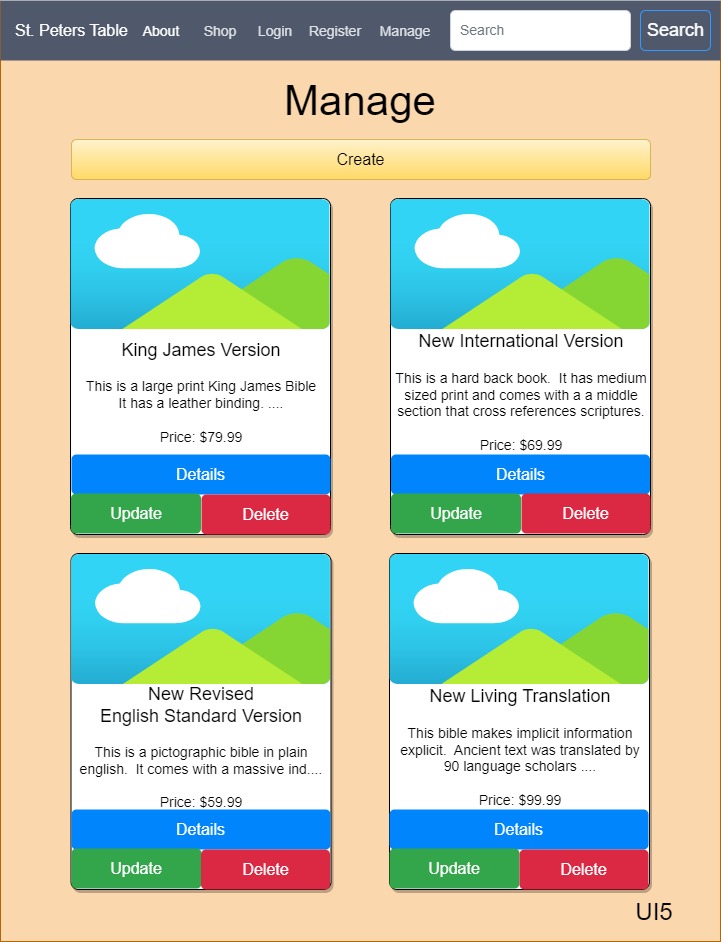 St. Peters Table About Shop Login Register Manage Search Search
Manage
Create
King James Version
This is a large print King James Bible
It has a leather binding. ....
Price: $79.99
Details
Update Delete
New International Version
This is a hard back book. It has medium
sized print and comes with a a middle
section that cross references scriptures.
Price: $69.99
Details
Update Delete
New Revised
English Standard Version
This is a pictographic bible in plain
english. It comes with a massive ind....
Price: $59.99
Details
Update Delete
New Living Translation
This bible makes implicit information
explicit. Ancient text was translated by
90 language scholars ....
Price: $99.99
Details
Update Delete
UI5